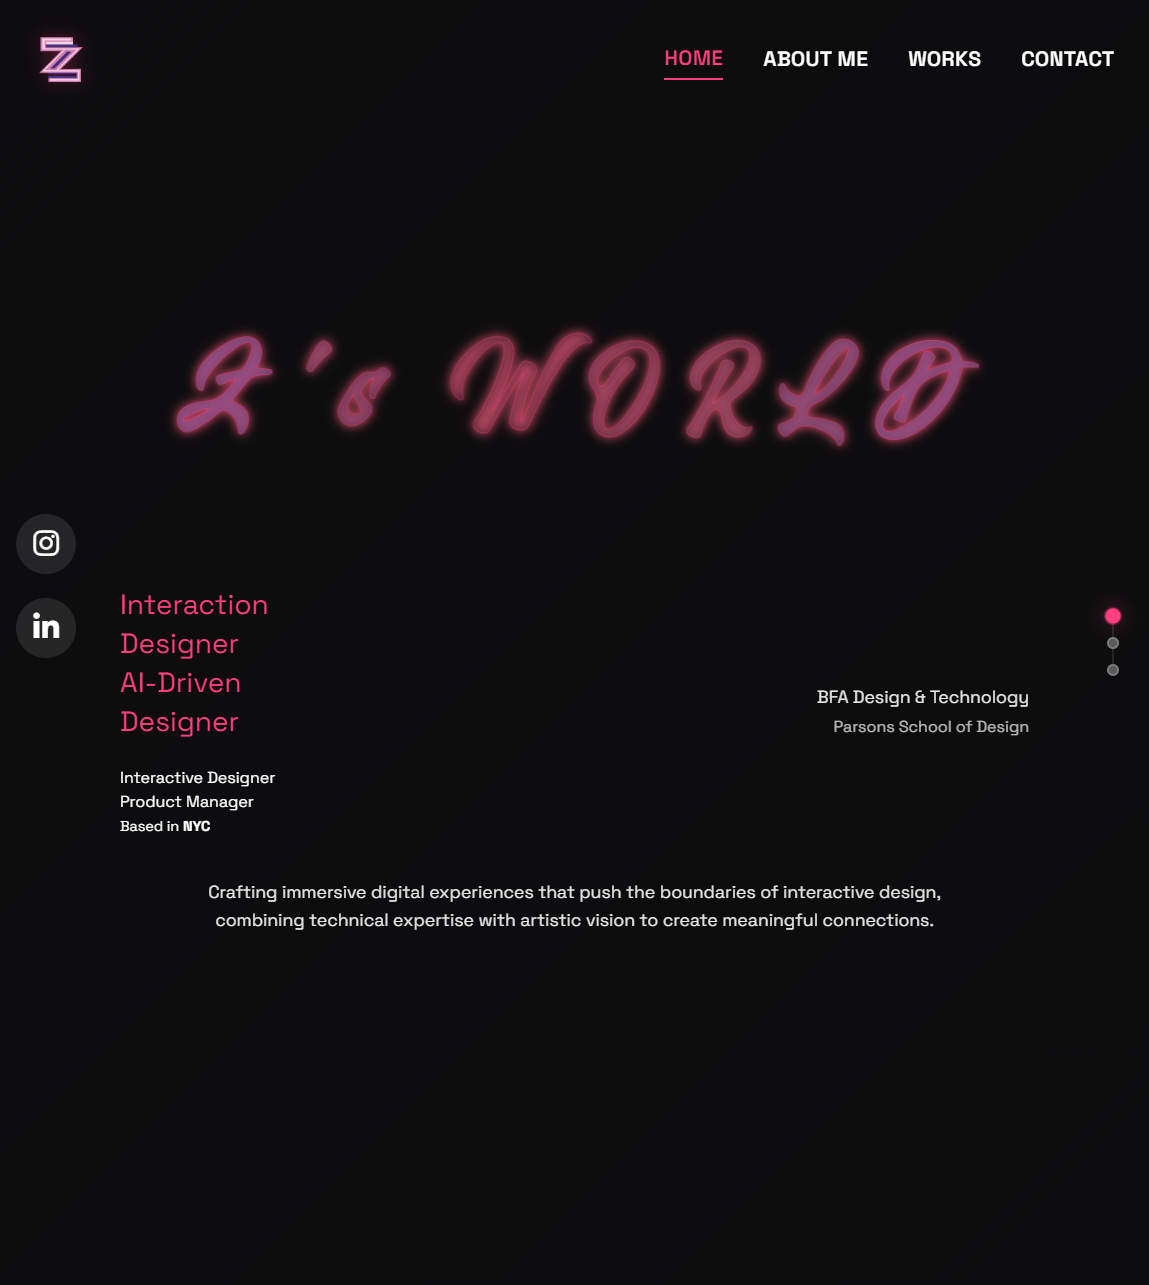 Z
HOME ABOUT ME WORKS CONTACT
Z's WORLD
in
Interaction
Designer
AI-Driven
Designer
BFA Design & Technology
Parsons School of Design
Interactive Designer
Product Manager
Based in NYC
Crafting immersive digital experiences that push the boundaries of interactive design,
combining technical expertise with artistic vision to create meaningful connections.